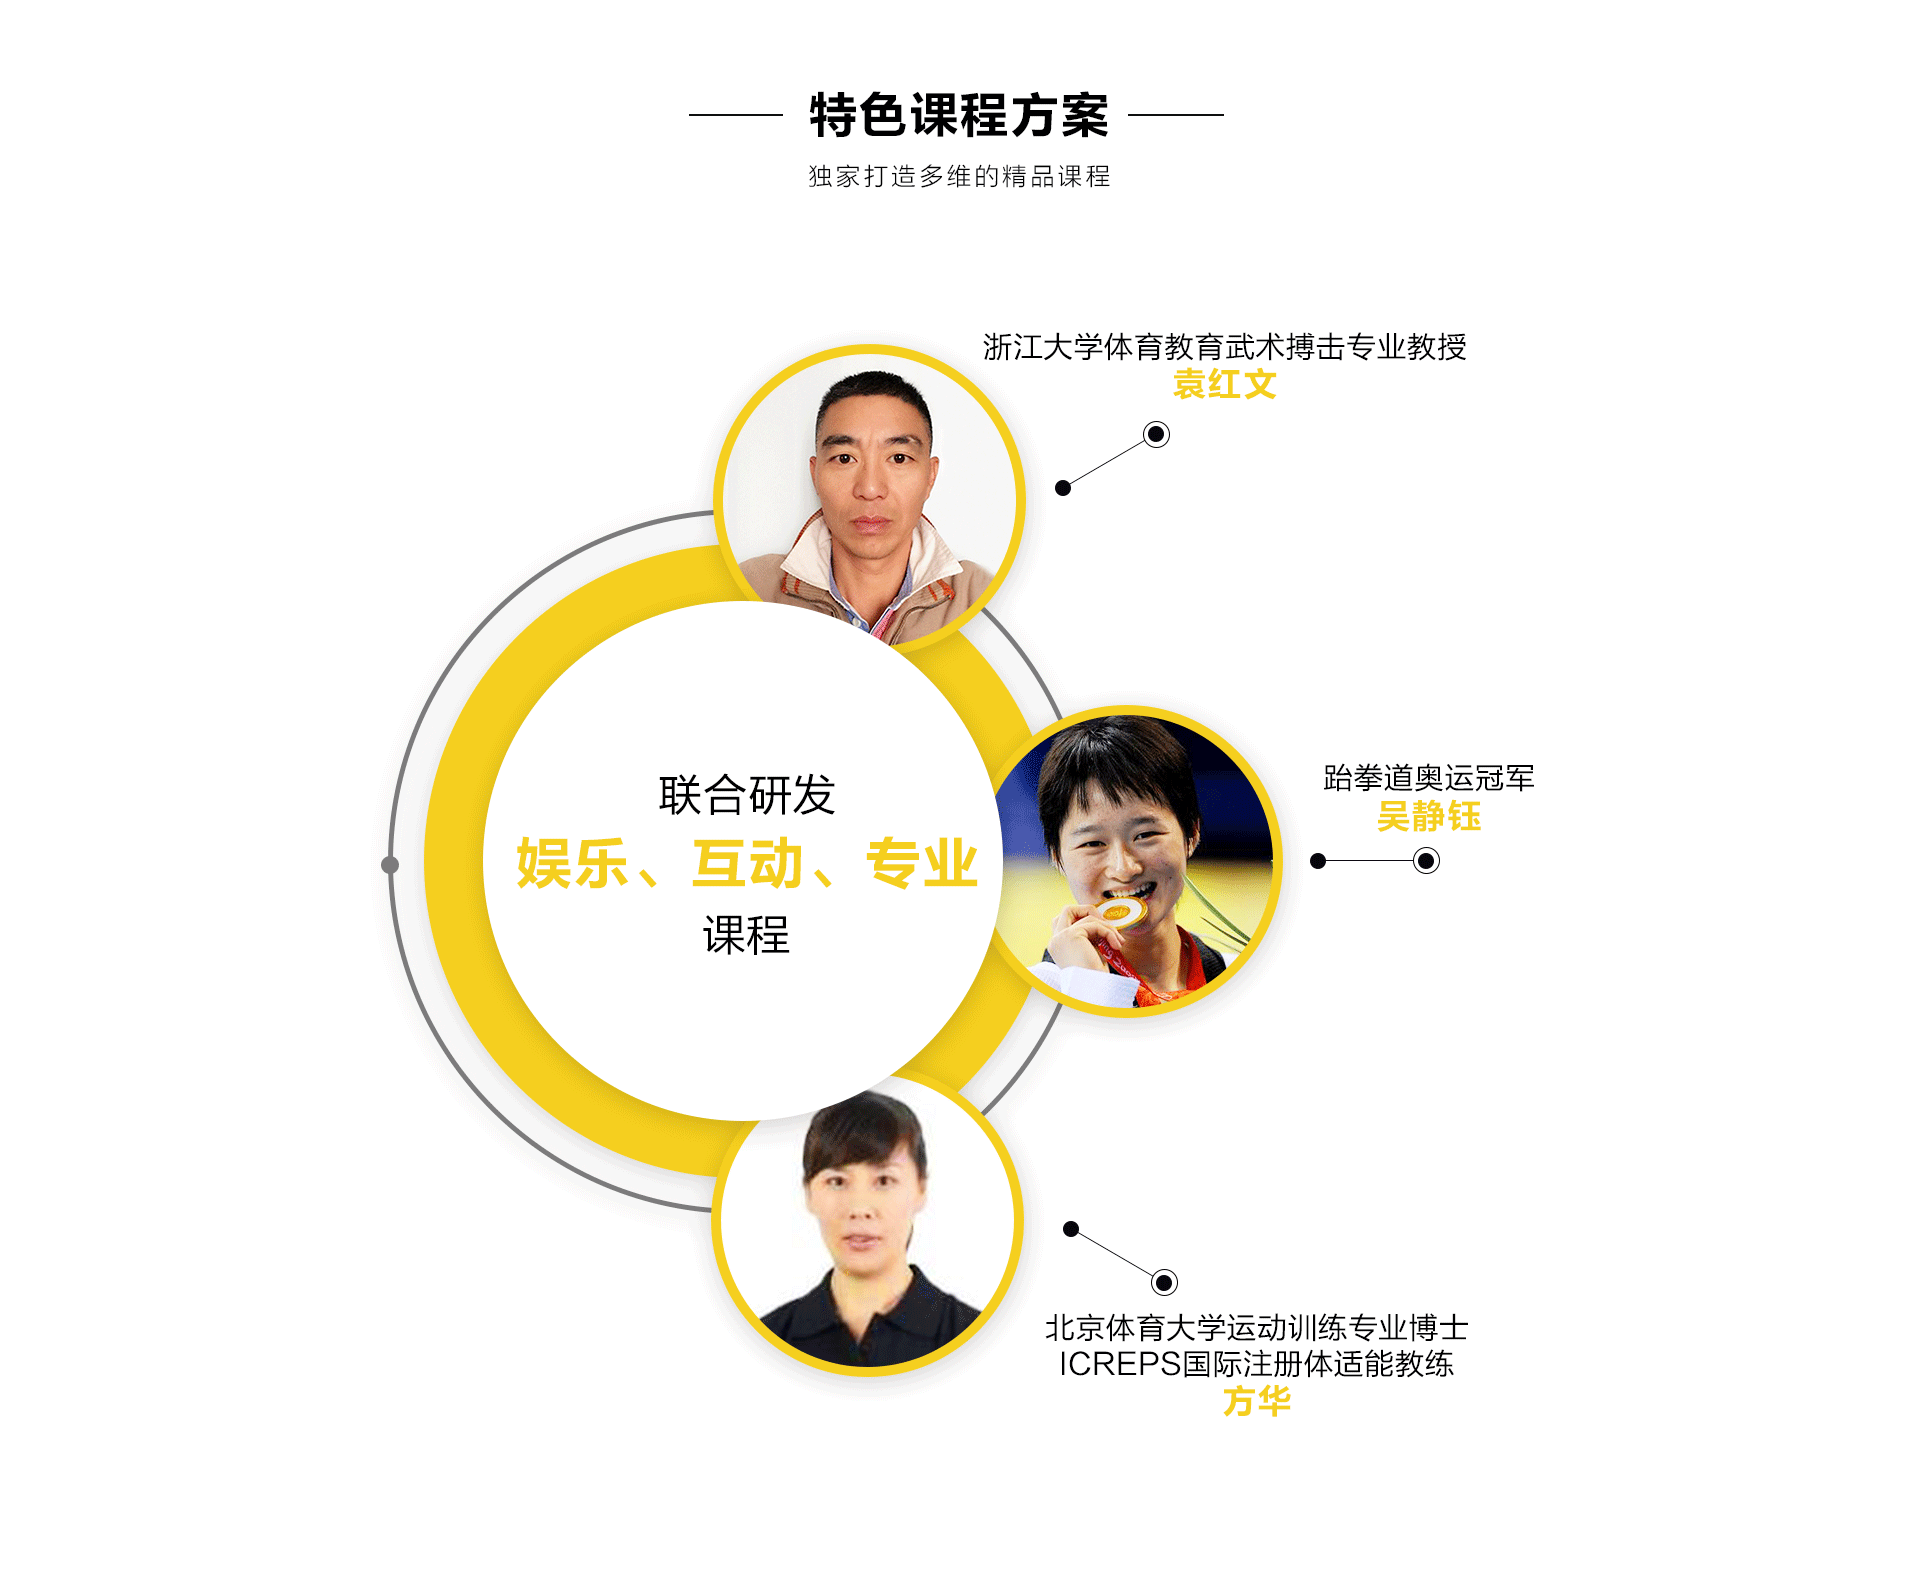 特色课程方案
独家打造多维的精品课程
浙江大学体育教育武术搏击专业教授
袁红文
联合研发
娱乐、互动、专业
课程
跆拳道奥运冠军
吴静钰
北京体育大学运动训练专业博士
ICREPS国际注册体适能教练
方华